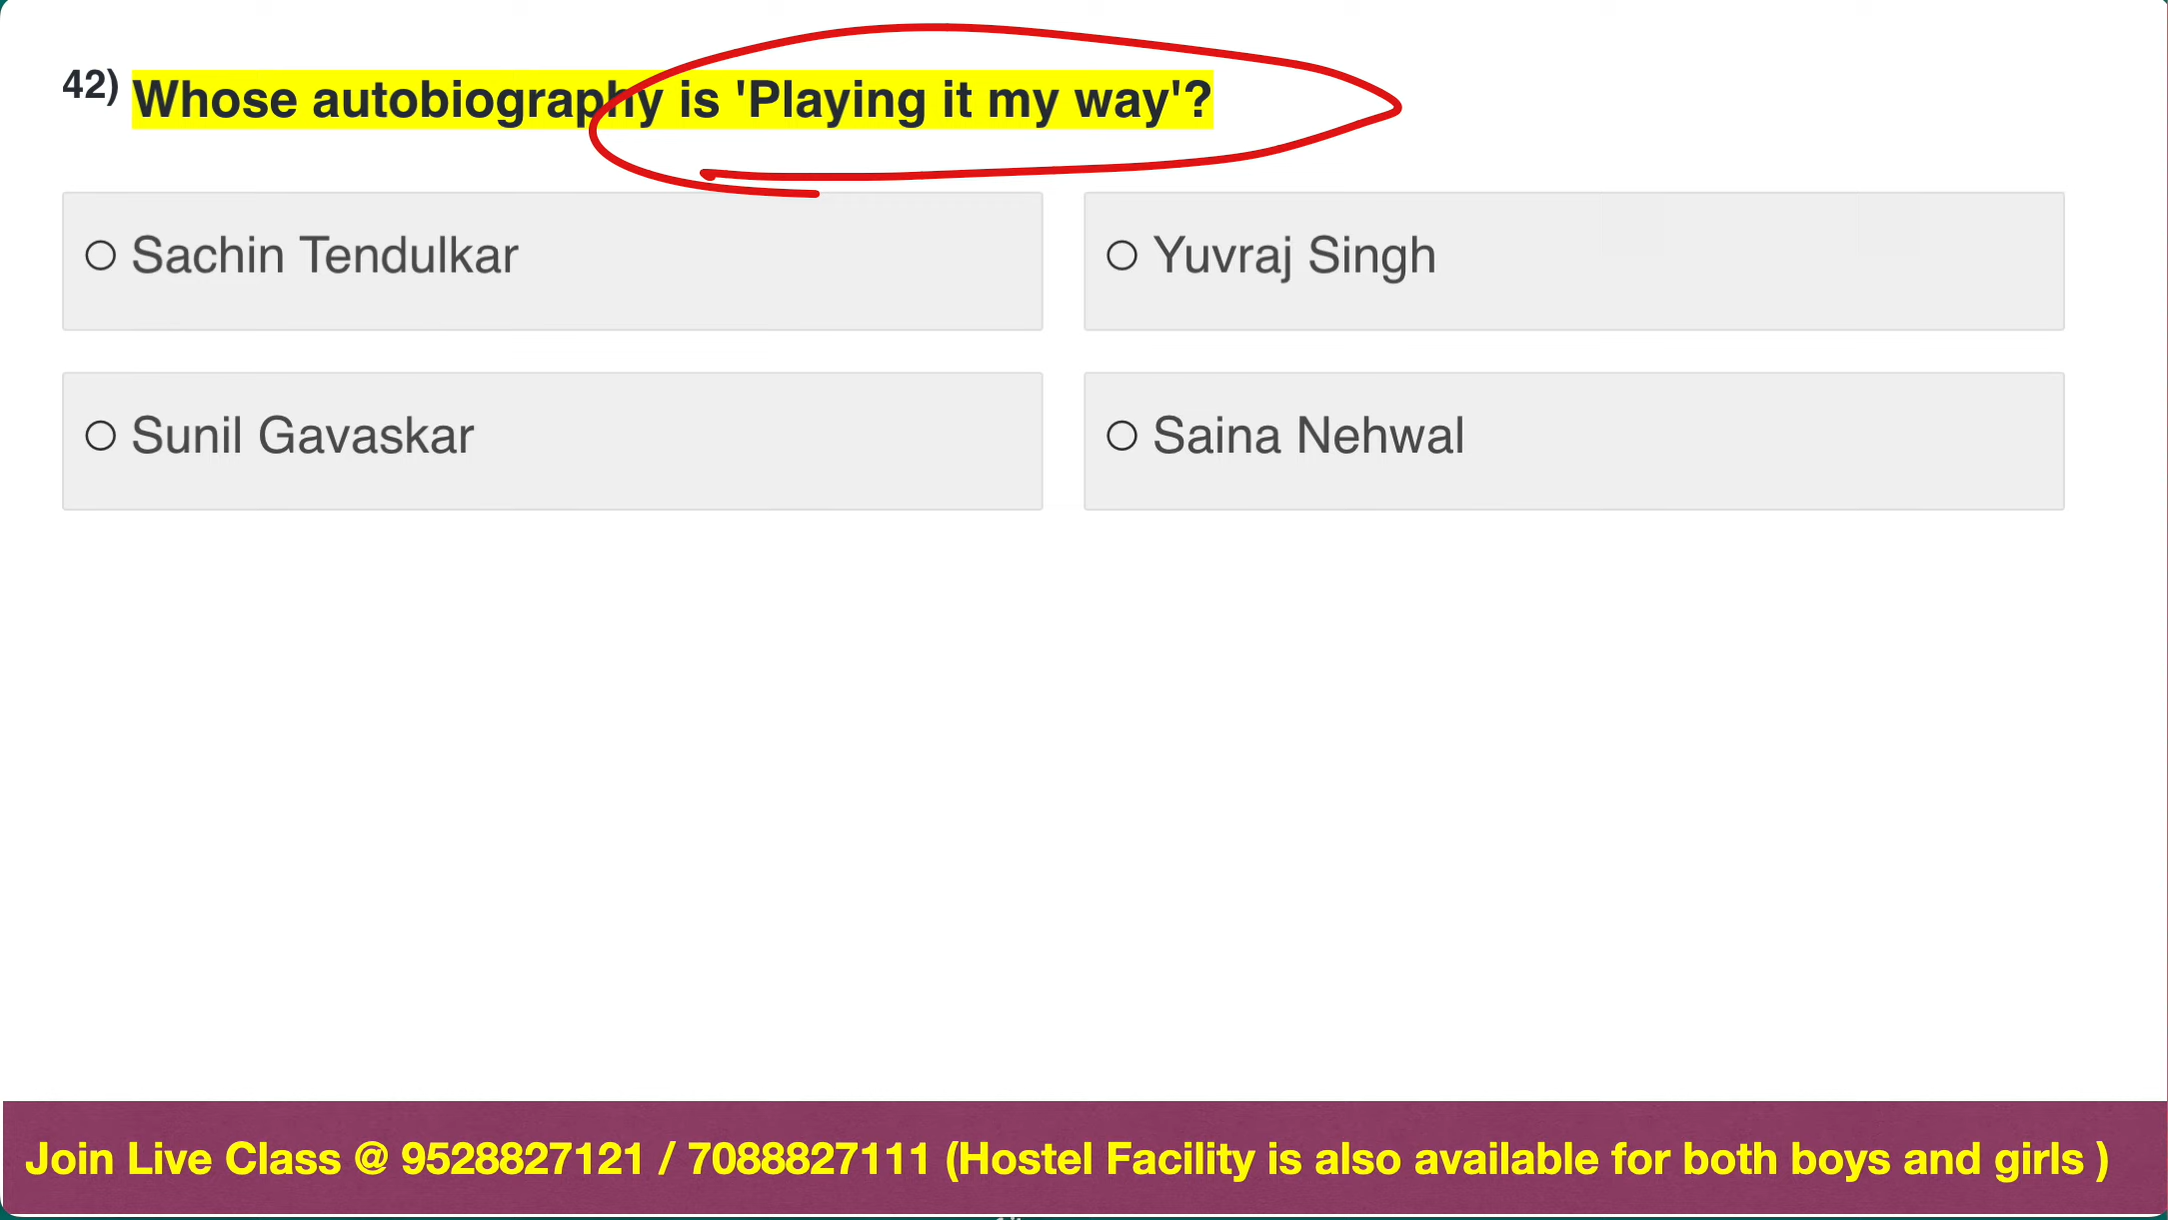 42) Whose autobiography is 'Playing it my way'?
Sachin Tendulkar
Yuvraj Singh
Sunil Gavaskar
Saina Nehwal
Join Live Class @ 9528827121 / 7088827111 (Hostel Facility is also available for both boys and girls )